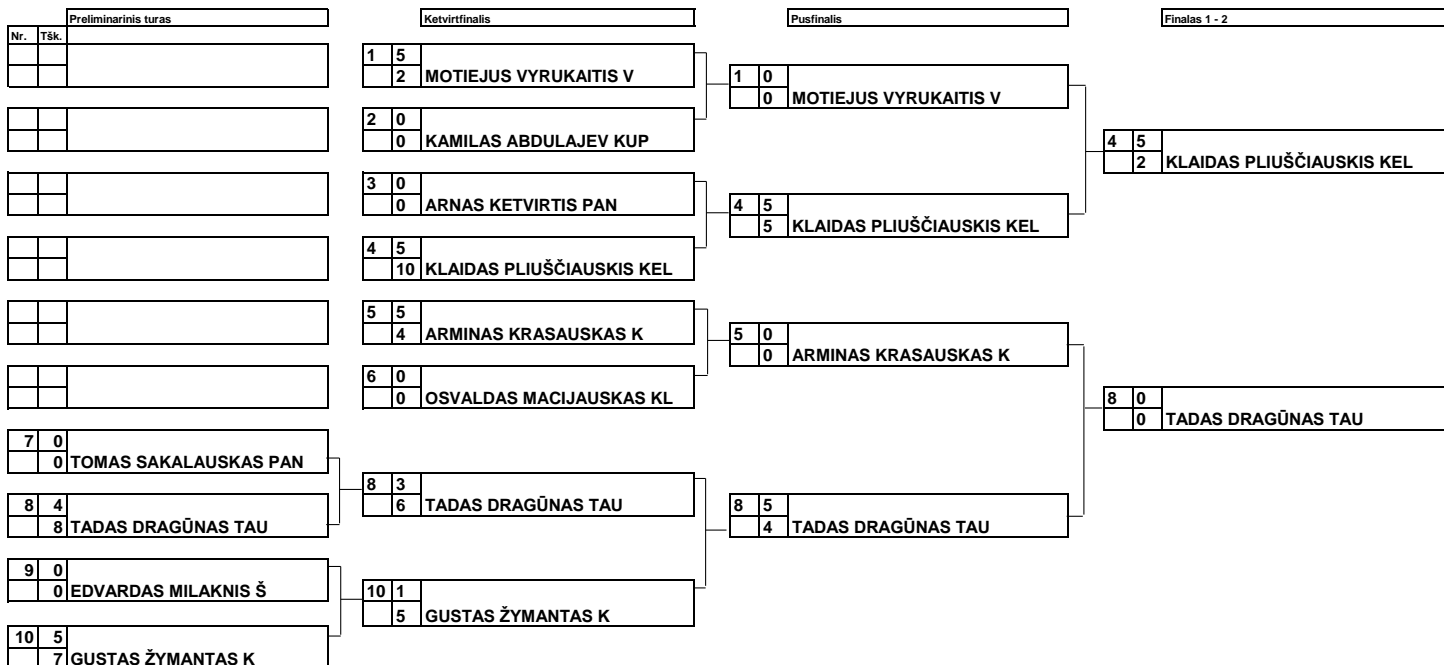 Preliminarinis turas
Ketvirtfinalis
Pusfinalis
Finalas 1 - 2
Nr. Tšk.
1 5
2 MOTIEJUS VYRUKAITIS V
2 0
0 KAMILAS ABDULAJEV KUP
3 0
0 ARNAS KETVIRTIS PAN
4 5
10 KLAIDAS PLIUŠČIAUSKIS KEL
5 5
4 ARMINAS KRASAUSKAS K
6 0
0 OSVALDAS MACIJAUSKAS KL
7 0
0 TOMAS SAKALAUSKAS PAN
8 4
8 TADAS DRAGŪNAS TAU
9 0
0 EDVARDAS MILAKNIS Š
10 5
7 GUSTAS ŽYMANTAS K
8 3
6 TADAS DRAGŪNAS TAU
10 1
5 GUSTAS ŽYMANTAS K
1 0
0 MOTIEJUS VYRUKAITIS V
4 5
5 KLAIDAS PLIUŠČIAUSKIS KEL
5 0
0 ARMINAS KRASAUSKAS K
8 5
4 TADAS DRAGŪNAS TAU
4 5
2 KLAIDAS PLIUŠČIAUSKIS KEL
8 0
0 TADAS DRAGŪNAS TAU